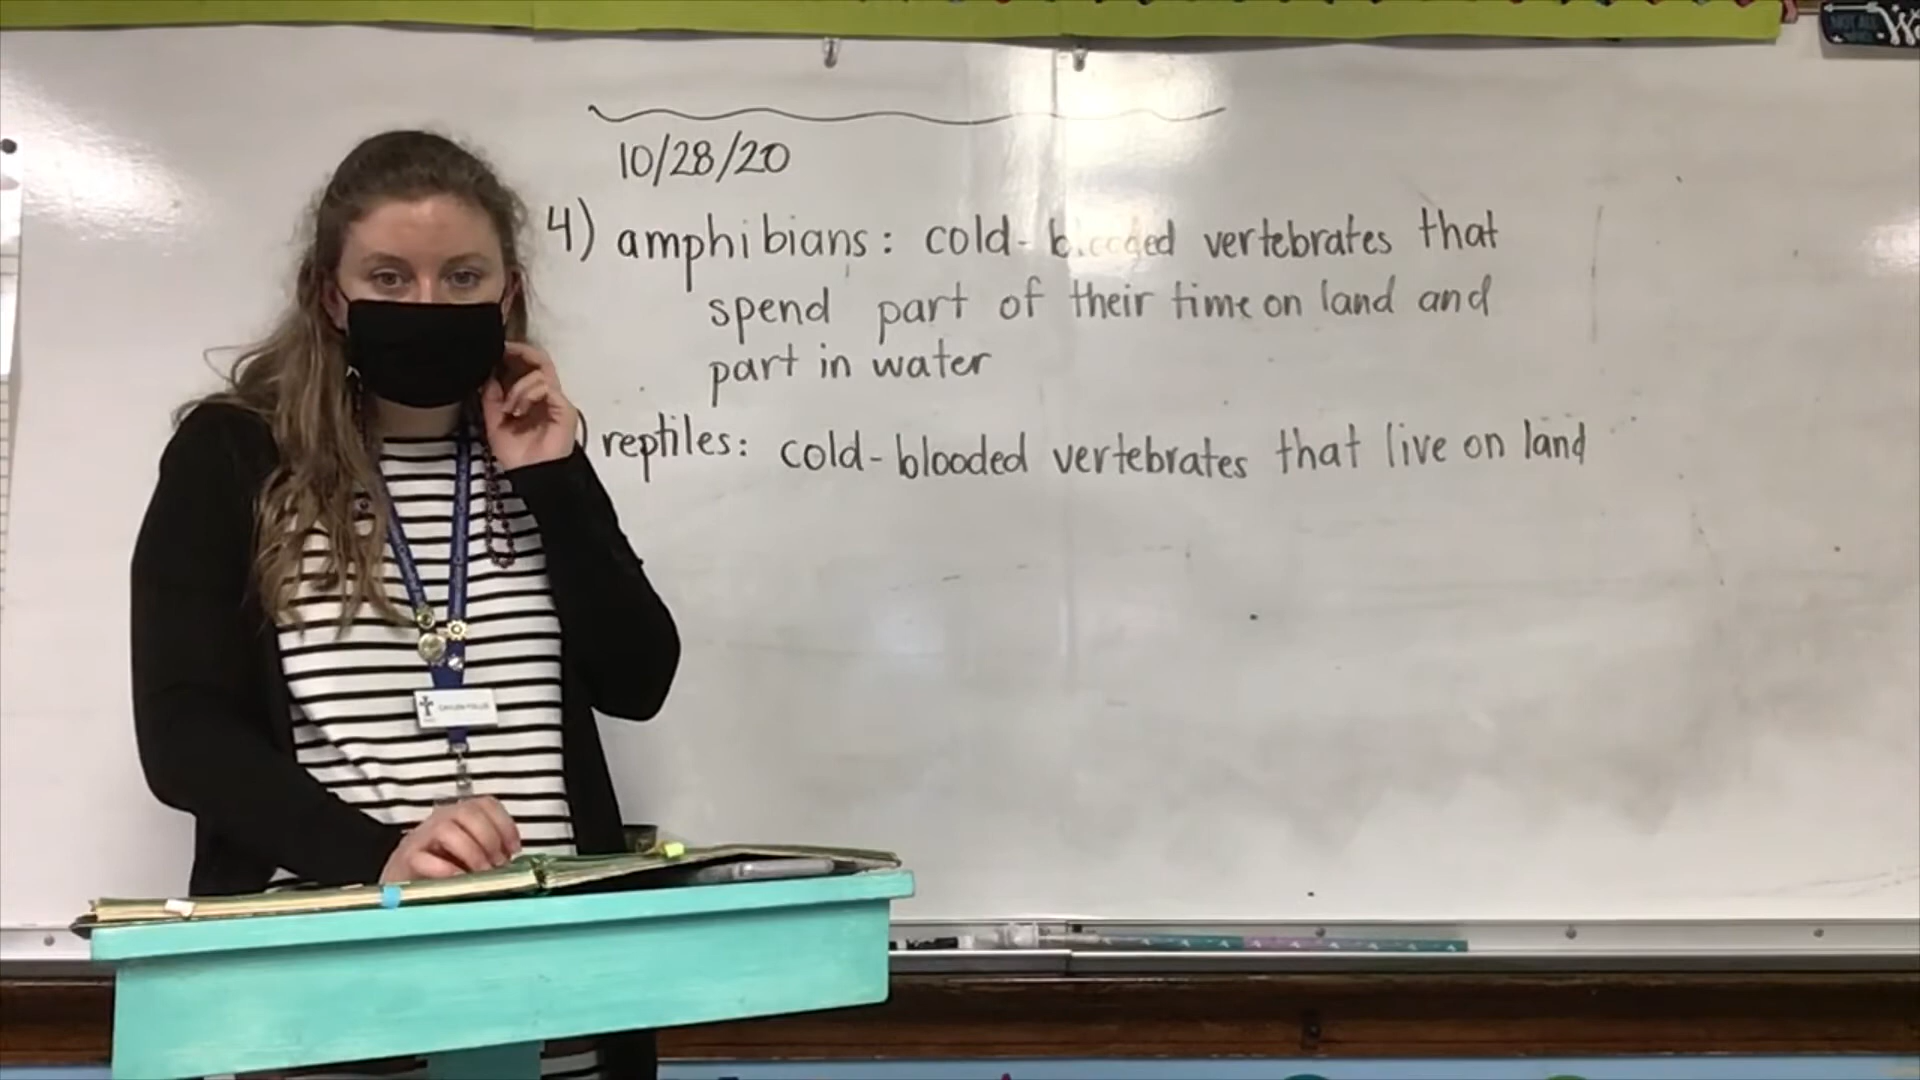 10/28/20
4) amphibians: cold-blooded vertebrates that
spend part of their time on land and
part in water
) reptiles: cold-blooded vertebrates that live on land